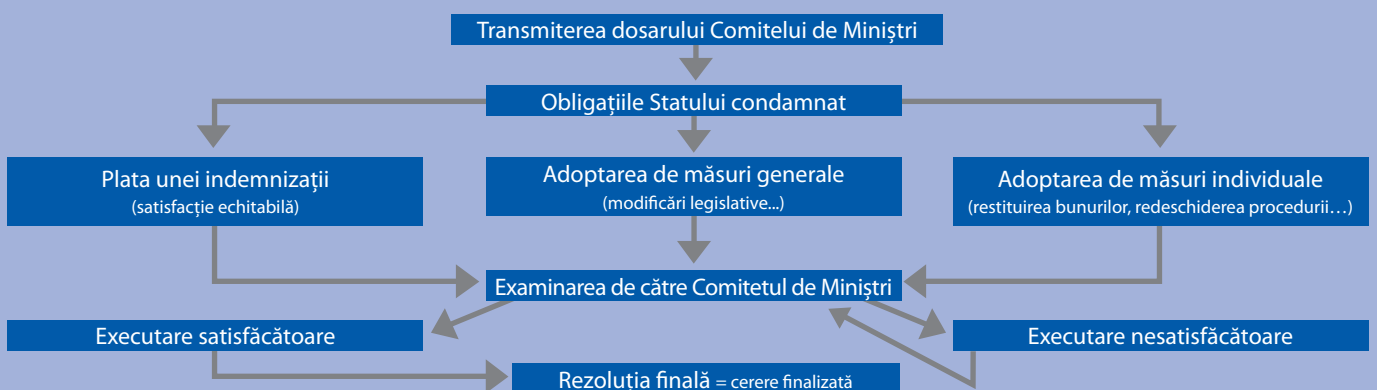 Transmiterea dosarului Comitelui de Miniștri
Obligațiile Statului condamnat
Plata unei indemnizații
(satisfacție echitabilă)
Adoptarea de măsuri generale
(modificări legislative...)
Adoptarea de măsuri individuale
(restituirea bunurilor, redeschiderea procedurii…)
Examinarea de către Comitetul de Miniștri
Executare satisfăcătoare
Executare nesatisfăcătoare
Rezoluția finală = cerere finalizată